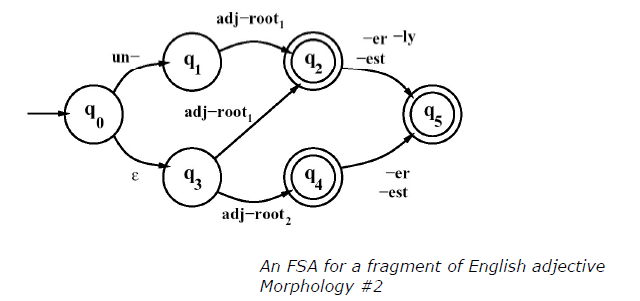 adj-root₁
un-
q₁
q₂
-er -ly
-est
q₀
adj-root₁
q₅
ε
q₃
q₄
-er
-est
adj-root₂
An FSA for a fragment of English adjective
Morphology #2